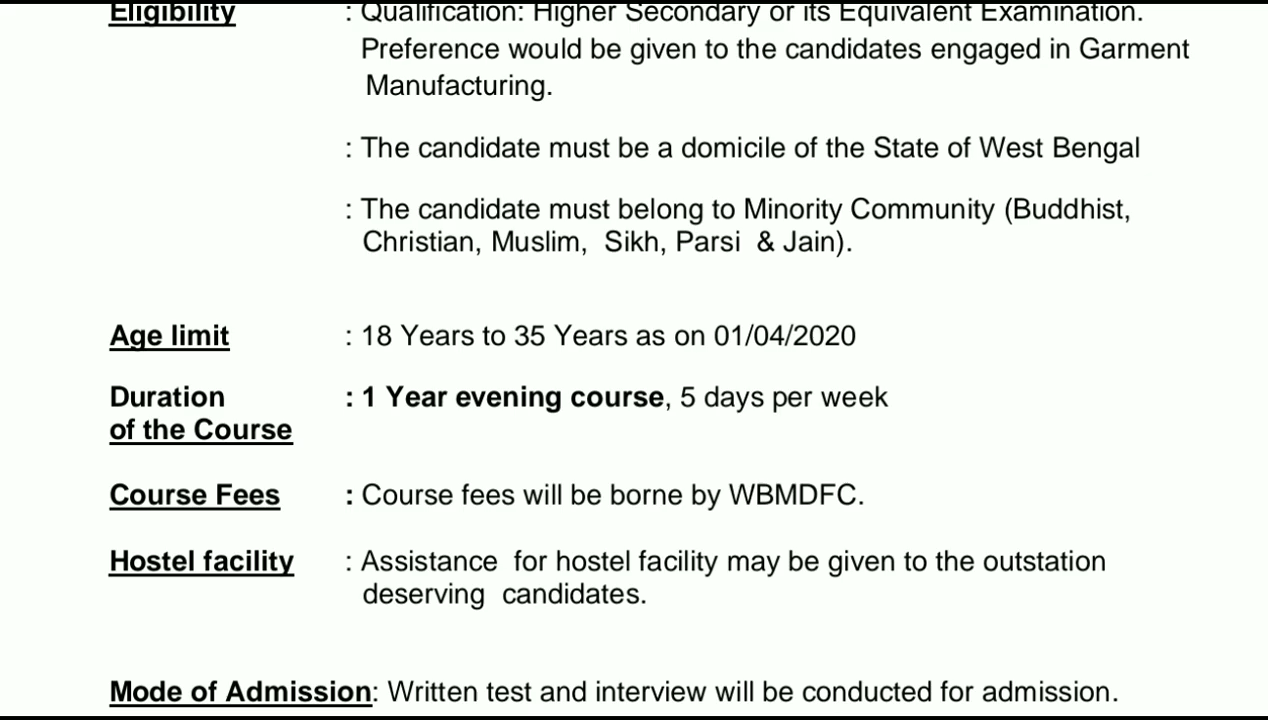 Eligibility : Qualification: Higher Secondary or its Equivalent Examination.
Preference would be given to the candidates engaged in Garment
Manufacturing.
: The candidate must be a domicile of the State of West Bengal
: The candidate must belong to Minority Community (Buddhist,
Christian, Muslim, Sikh, Parsi & Jain).
Age limit : 18 Years to 35 Years as on 01/04/2020
Duration : 1 Year evening course, 5 days per week
of the Course
Course Fees : Course fees will be borne by WBMDFC.
Hostel facility : Assistance for hostel facility may be given to the outstation
deserving candidates.
Mode of Admission: Written test and interview will be conducted for admission.